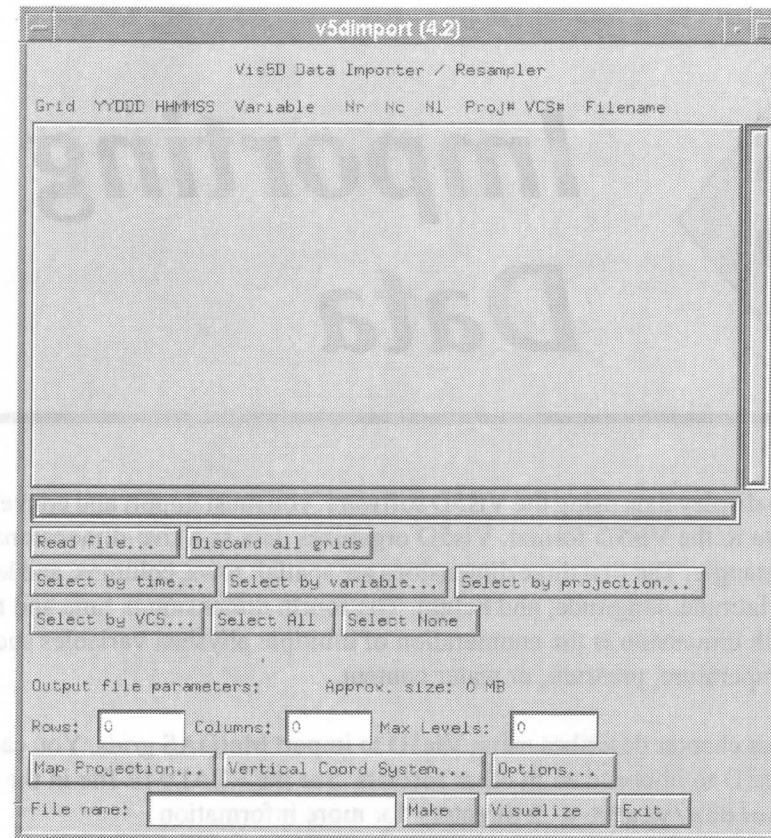 v5dimport (4.2)
Vis5D Data Importer / Resampler
Grid YYDDD HHMMSS Variable Nr Nc Nl Proj# VCS# Filename
Importing
Data
Read file... Discard all grids
Select by time... Select by variable... Select by projection...
Select by VCS... Select All Select None
Output file parameters: Approx. size: 0 MB
Rows: 0 Columns: 0 Max Levels: 0
Map Projection... Vertical Coord System... Options...
File name: Make Visualize Exit